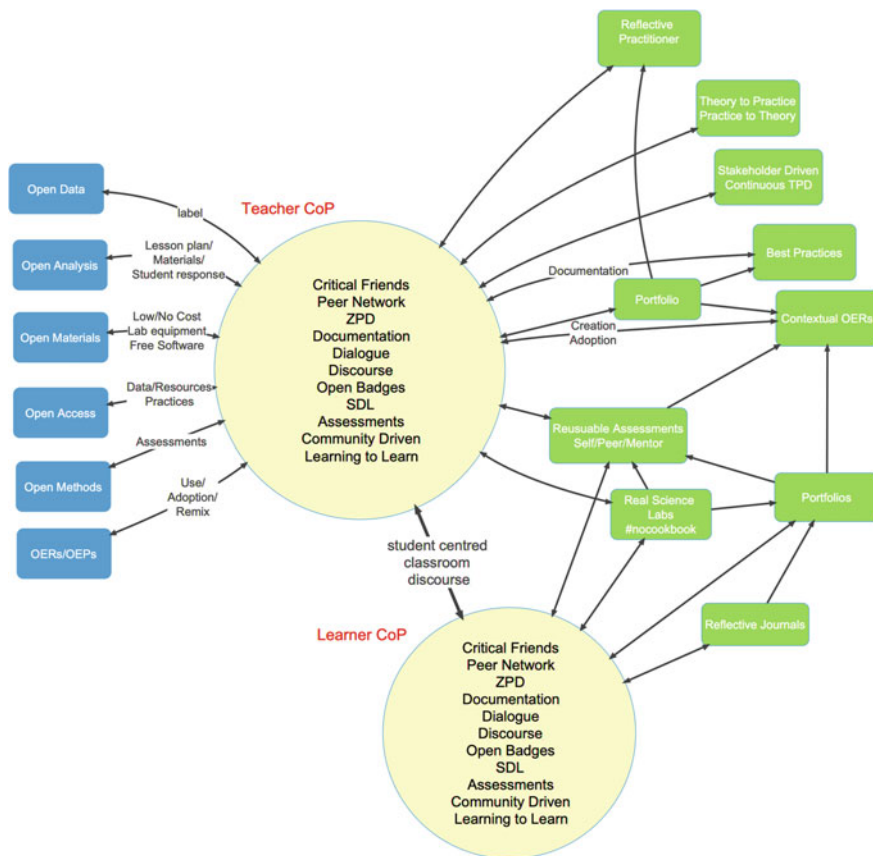 Reflective
Practitioner
Theory to Practice
Practice to Theory
Stakeholder Driven
Continuous TPD
Best Practices
Contextual OERs
Documentation
Portfolio
Creation
Adoption
Open Data
label
Open Analysis
Lesson plan/
Materials/
Student response
Open Materials
Low/No Cost
Lab equipment
Free Software
Open Access
Data/Resources
Practices
Open Methods
Assessments
OERs/OEPs
Use/
Adoption/
Remix
Teacher CoP
Critical Friends
Peer Network
ZPD
Documentation
Dialogue
Discourse
Open Badges
SDL
Assessments
Community Driven
Learning to Learn
Reusuable Assessments
Self/Peer/Mentor
Real Science
Labs
#nocookbook
Portfolios
Reflective Journals
student centred
classroom
discourse
Learner CoP
Critical Friends
Peer Network
ZPD
Documentation
Dialogue
Discourse
Open Badges
SDL
Assessments
Community Driven
Learning to Learn